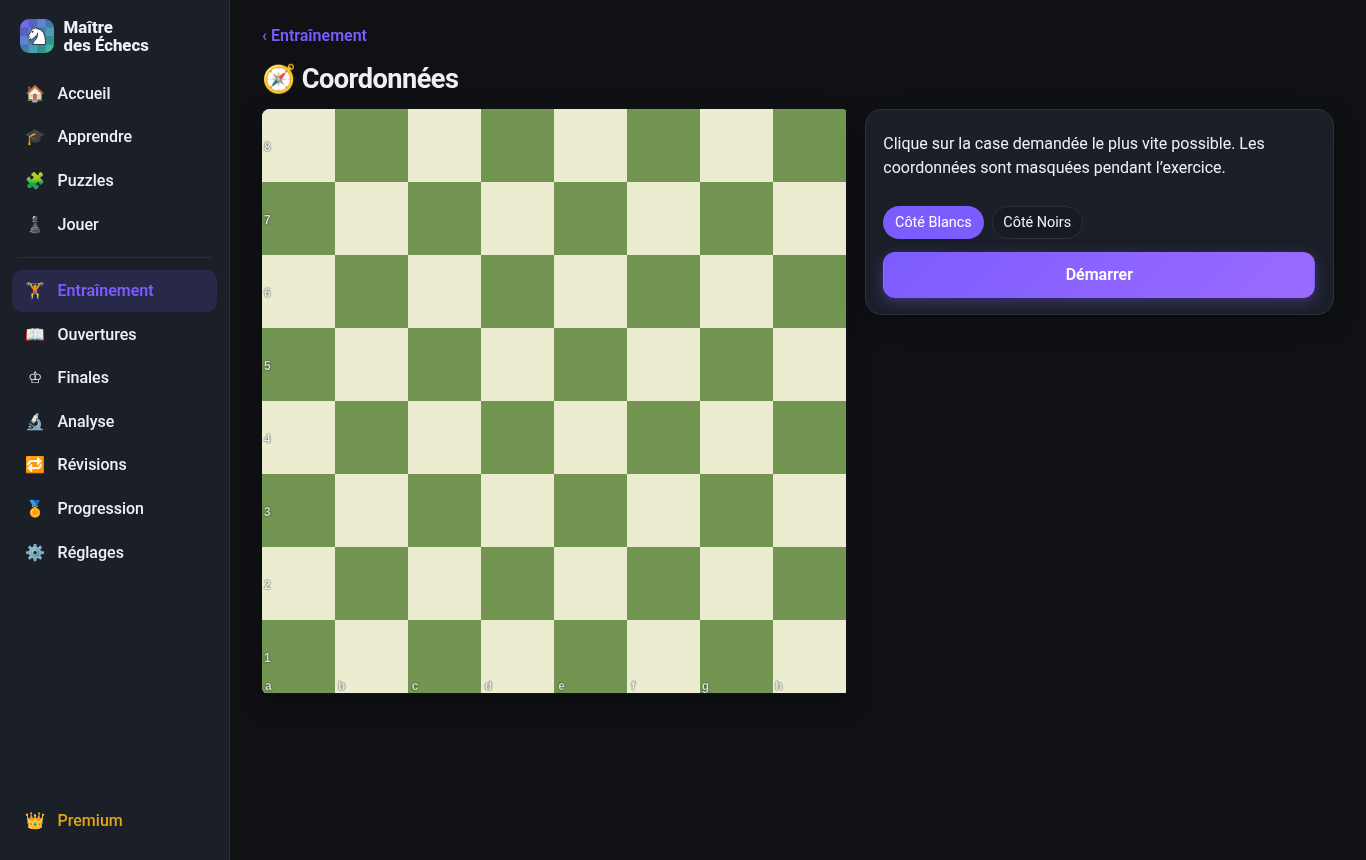 Maître
des Échecs
Accueil
Apprendre
Puzzles
Jouer
Entraînement
Ouvertures
Finales
Analyse
Révisions
Progression
Réglages
Premium
‹ Entraînement
Coordonnées
8
7
6
5
4
3
2
1
a b c d e f g h
Clique sur la case demandée le plus vite possible. Les
coordonnées sont masquées pendant l’exercice.
Côté Blancs Côté Noirs
Démarrer